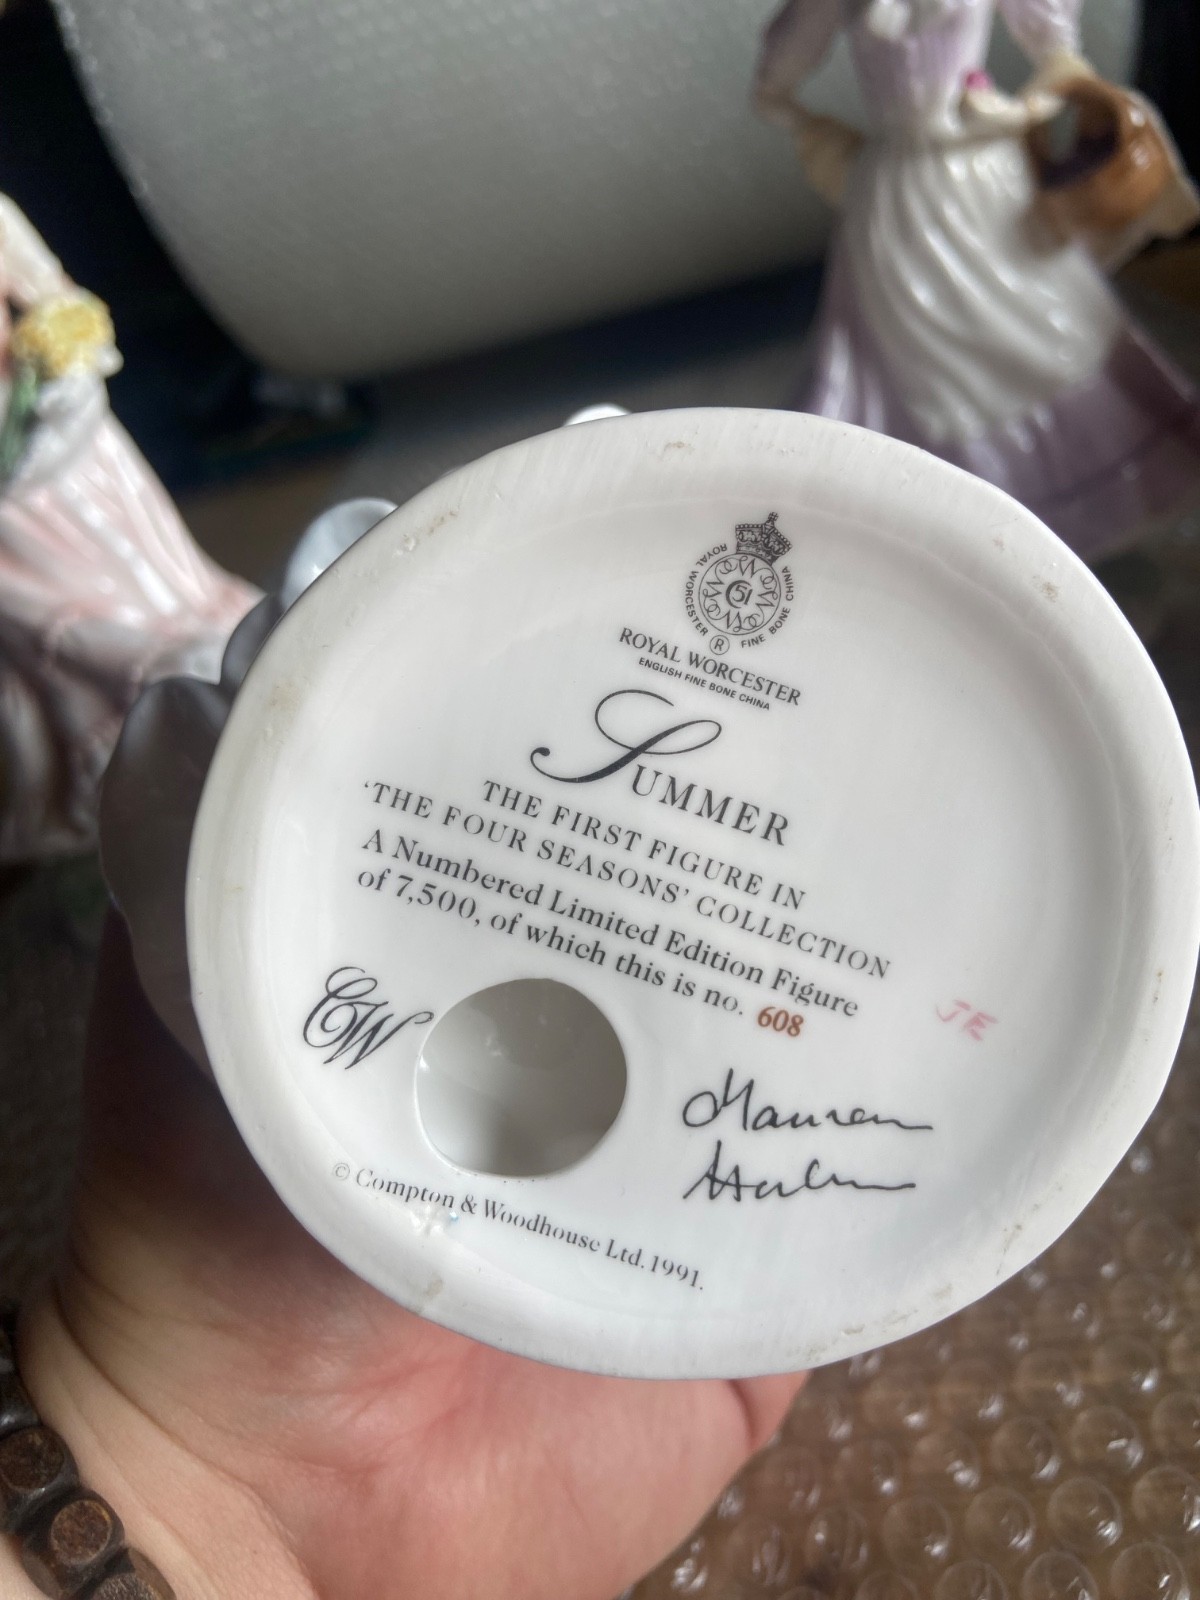 ROYAL WORCESTER FINE BONE CHINA
51
®
ROYAL WORCESTER
ENGLISH FINE BONE CHINA
SUMMER
THE FIRST FIGURE IN
‘THE FOUR SEASONS’ COLLECTION
A Numbered Limited Edition Figure
of 7,500, of which this is no. 608
JE
CW
Maureen
© Compton & Woodhouse Ltd. 1991.